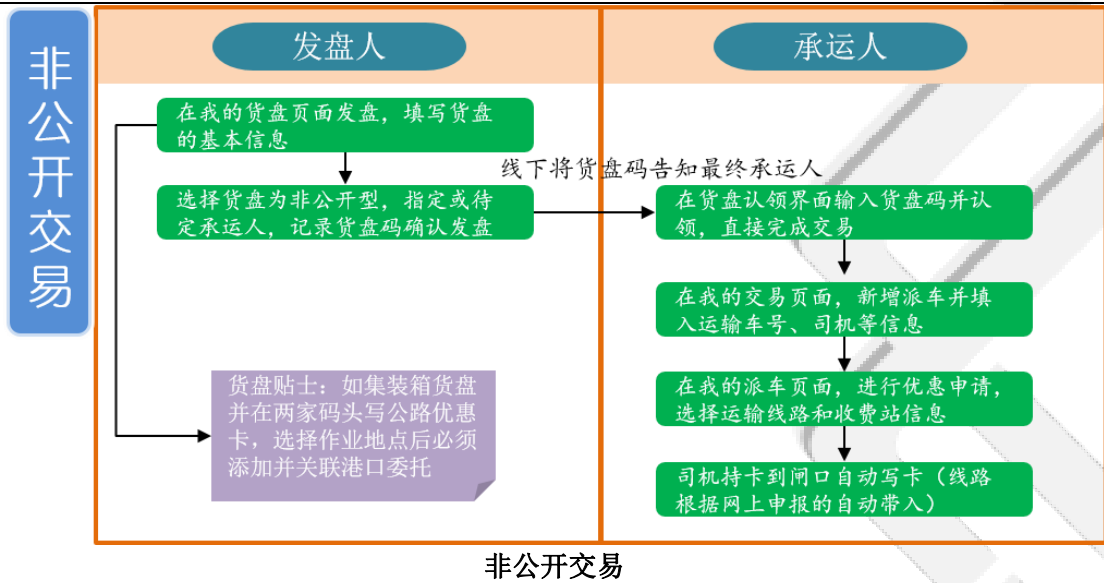 非公开交易
发盘人
承运人
在我的货盘页面发盘，填写货盘
的基本信息
线下将货盘码告知最终承运人
选择货盘为非公开型，指定或待
定承运人，记录货盘码确认发盘
在货盘认领界面输入货盘码并认
领，直接完成交易
在我的交易页面，新增派车并填
入运输车号、司机等信息
货盘贴士：如集装箱货盘
并在两家码头写公路优惠
卡，选择作业地点后必须
添加并关联港口委托
在我的派车页面，进行优惠申请，
选择运输线路和收费站信息
司机持卡到闸口自动写卡（线路
根据网上申报的自动带入）
非公开交易